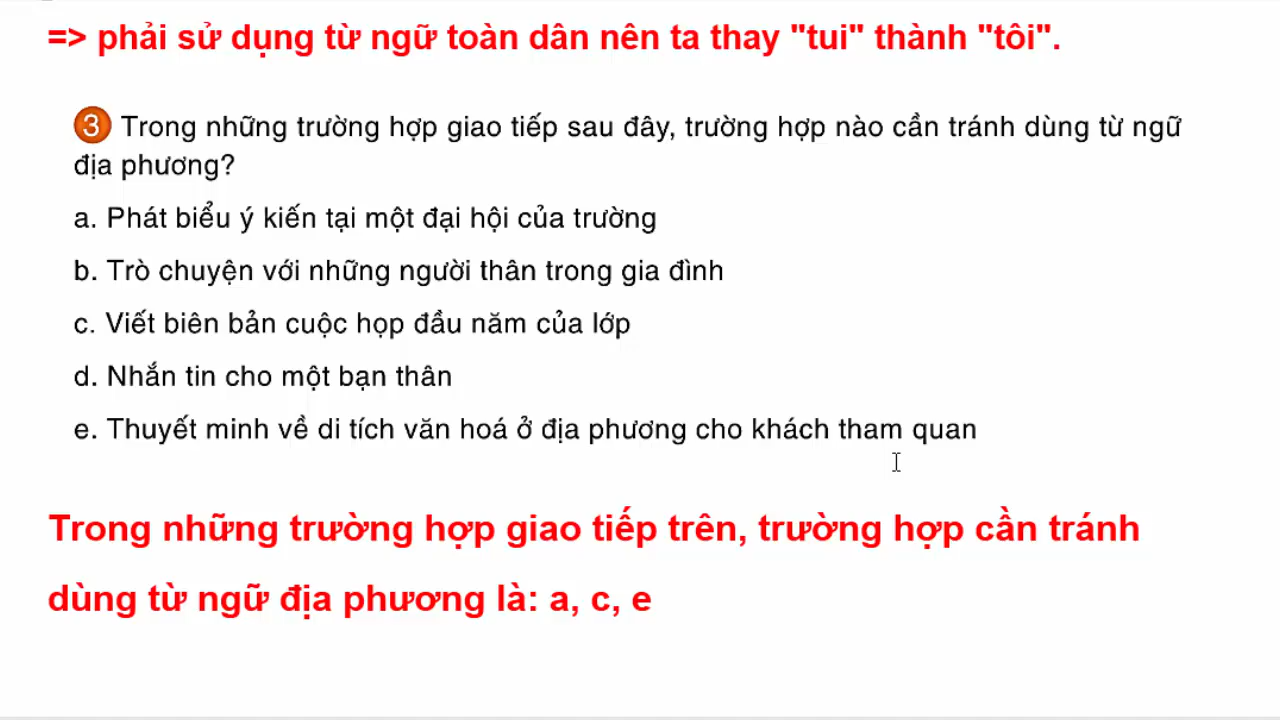 => phải sử dụng từ ngữ toàn dân nên ta thay "tui" thành "tôi".
3 Trong những trường hợp giao tiếp sau đây, trường hợp nào cần tránh dùng từ ngữ
địa phương?
a. Phát biểu ý kiến tại một đại hội của trường
b. Trò chuyện với những người thân trong gia đình
c. Viết biên bản cuộc họp đầu năm của lớp
d. Nhắn tin cho một bạn thân
e. Thuyết minh về di tích văn hoá ở địa phương cho khách tham quan
Trong những trường hợp giao tiếp trên, trường hợp cần tránh
dùng từ ngữ địa phương là: a, c, e